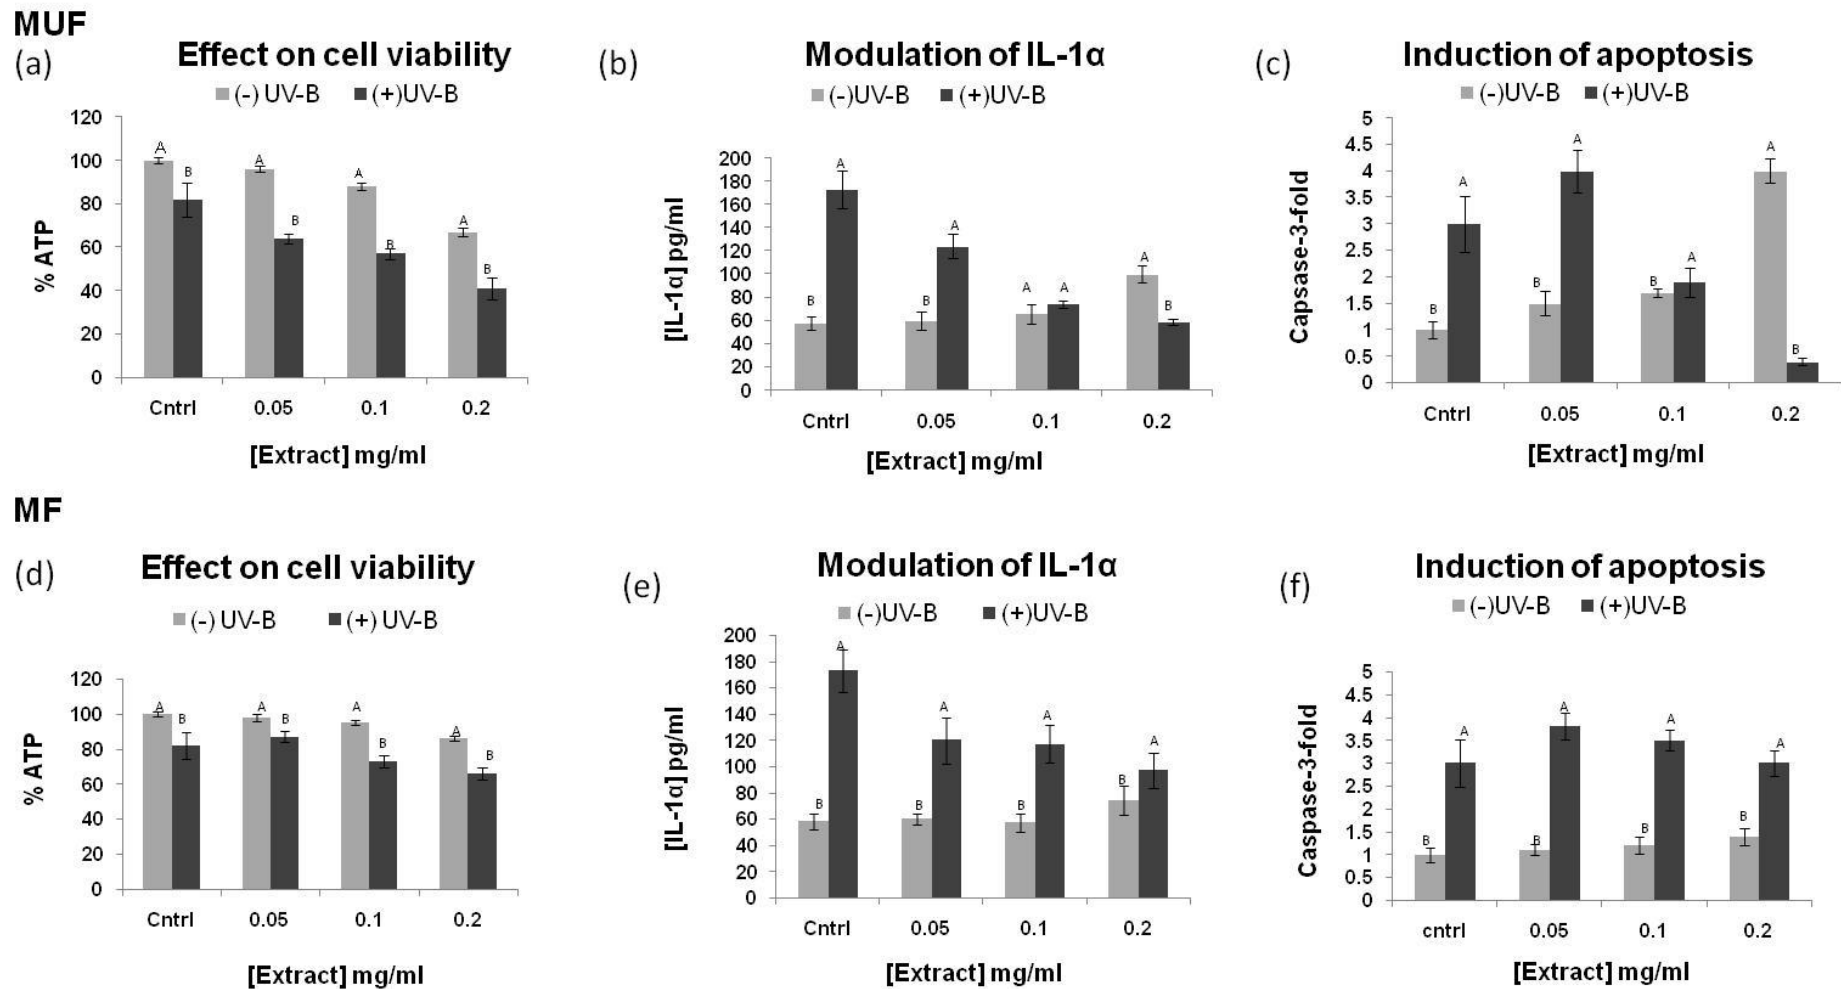 MUF
(a)
Effect on cell viability
(-) UV-B (+)UV-B
% ATP
120
100
80
60
40
20
0
A B A B A B A B
Cntrl 0.05 0.1 0.2
[Extract] mg/ml
(b)
Modulation of IL-1α
(-)UV-B (+)UV-B
[IL-1α] pg/ml
200
180
160
140
120
100
80
60
40
20
0
B A B A A A A B
Cntrl 0.05 0.1 0.2
[Extract] mg/ml
(c)
Induction of apoptosis
(-)UV-B (+)UV-B
Capsase-3-fold
5
4.5
4
3.5
3
2.5
2
1.5
1
0.5
0
B A B A B A A B
Cntrl 0.05 0.1 0.2
[Extract] mg/ml
MF
(d)
Effect on cell viability
(-) UV-B (+) UV-B
% ATP
120
100
80
60
40
20
0
A B A B A B A B
Cntrl 0.05 0.1 0.2
[Extract] mg/ml
(e)
Modulation of IL-1α
(-)UV-B (+)UV-B
[IL-1α] pg/ml
200
180
160
140
120
100
80
60
40
20
0
B A B A B A B A
Cntrl 0.05 0.1 0.2
[Extract] mg/ml
(f)
Induction of apoptosis
(-)UV-B (+)UV-B
Caspase-3-fold
5
4.5
4
3.5
3
2.5
2
1.5
1
0.5
0
B A B A B A B A
cntrl 0.05 0.1 0.2
[Extract] mg/ml